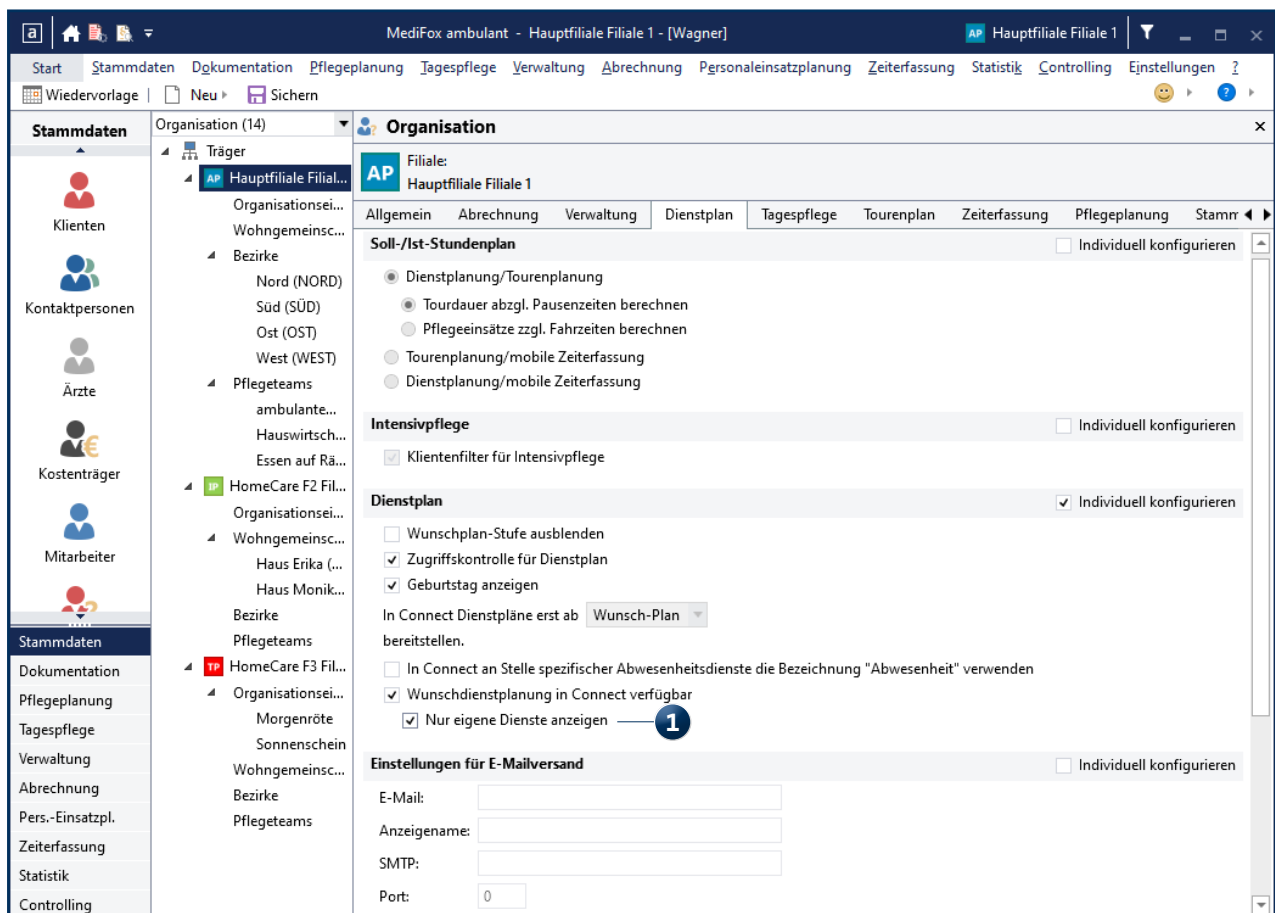 a
MediFox ambulant - Hauptfiliale Filiale 1 - [Wagner]
AP Hauptfiliale Filiale 1
Start Stammdaten Dokumentation Pflegeplanung Tagespflege Verwaltung Abrechnung Personaleinsatzplanung Zeiterfassung Statistik Controlling Einstellungen ?
Wiedervorlage Neu Sichern ?
Stammdaten
Klienten
Kontaktpersonen
Ärzte
Kostenträger
Mitarbeiter
Stammdaten
Dokumentation
Pflegeplanung
Tagespflege
Verwaltung
Abrechnung
Pers.-Einsatzpl.
Zeiterfassung
Statistik
Controlling
Organisation (14)
Träger
AP Hauptfiliale Filial...
Organisationsei...
Wohngemeinsc...
Bezirke
Nord (NORD)
Süd (SÜD)
Ost (OST)
West (WEST)
Pflegeteams
ambulante...
Hauswirtsch...
Essen auf Rä...
IP HomeCare F2 Fil...
Organisationsei...
Wohngemeinsc...
Haus Erika (...
Haus Monik...
Bezirke
Pflegeteams
TP HomeCare F3 Fil...
Organisationsei...
Morgenröte
Sonnenschein
Wohngemeinsc...
Bezirke
Pflegeteams
Organisation
AP
Filiale:
Hauptfiliale Filiale 1
Allgemein Abrechnung Verwaltung Dienstplan Tagespflege Tourenplan Zeiterfassung Pflegeplanung Stamm
Soll-/Ist-Stundenplan Individuell konfigurieren
Dienstplanung/Tourenplanung
Tourdauer abzgl. Pausenzeiten berechnen
Pflegeeinsätze zzgl. Fahrzeiten berechnen
Tourenplanung/mobile Zeiterfassung
Dienstplanung/mobile Zeiterfassung
Intensivpflege Individuell konfigurieren
Klientenfilter für Intensivpflege
Dienstplan Individuell konfigurieren
Wunschplan-Stufe ausblenden
Zugriffskontrolle für Dienstplan
Geburtstag anzeigen
In Connect Dienstpläne erst ab Wunsch-Plan
bereitstellen.
In Connect an Stelle spezifischer Abwesenheitsdienste die Bezeichnung "Abwesenheit" verwenden
Wunschdienstplanung in Connect verfügbar
Nur eigene Dienste anzeigen 1
Einstellungen für E-Mailversand Individuell konfigurieren
E-Mail:
Anzeigename:
SMTP:
Port: 0